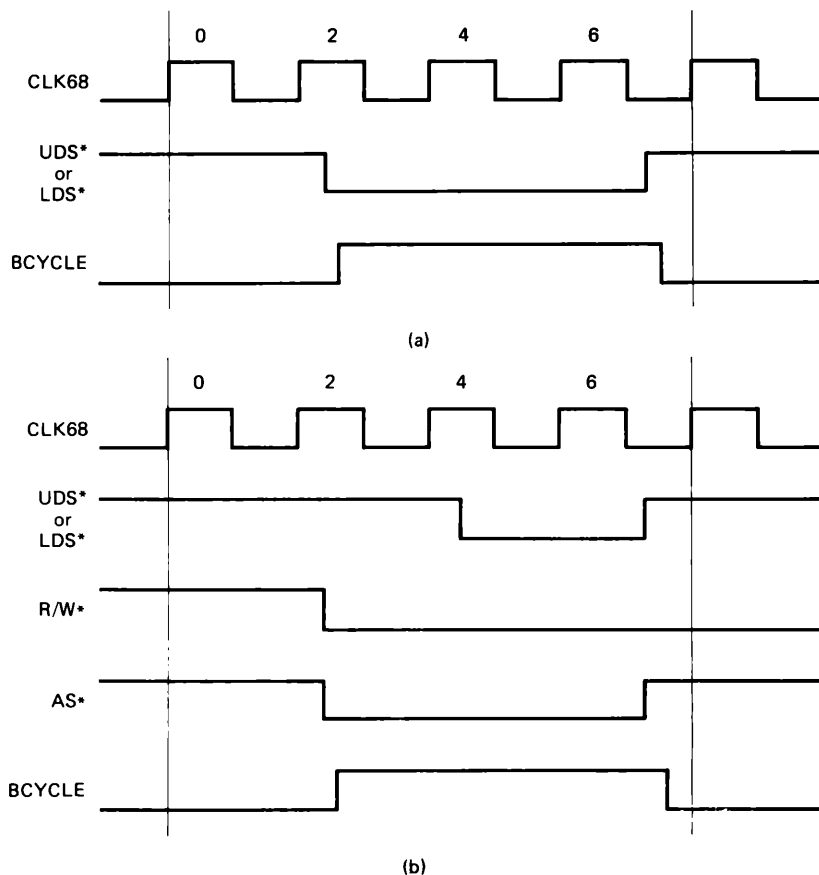 0 2 4 6
CLK68
UDS*
or
LDS*
BCYCLE
(a)
0 2 4 6
CLK68
UDS*
or
LDS*
R/W*
AS*
BCYCLE
(b)